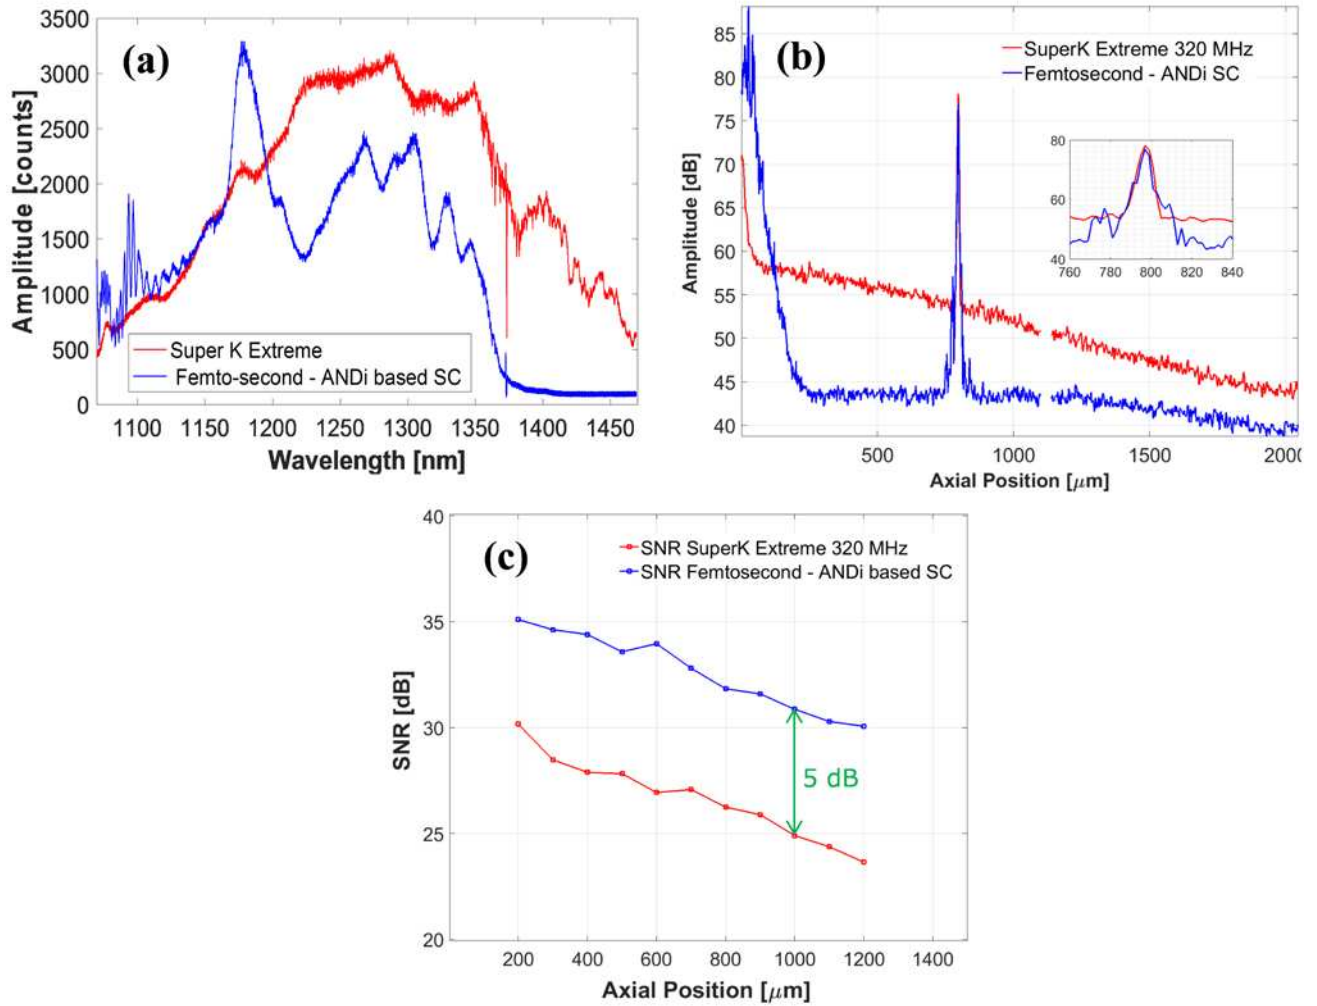 (a)
Amplitude [counts]
3500
3000
2500
2000
1500
1000
500
0
Super K Extreme
Femto-second - ANDi based SC
1100 1150 1200 1250 1300 1350 1400 1450
Wavelength [nm]
(b)
Amplitude [dB]
85
80
75
70
65
60
55
50
45
40
SuperK Extreme 320 MHz
Femtosecond - ANDi SC
80
60
40
760 780 800 820 840
500 1000 1500 2000
Axial Position [μm]
(c)
SNR [dB]
40
35
30
25
20
SNR SuperK Extreme 320 MHz
SNR Femtosecond - ANDi based SC
5 dB
200 400 600 800 1000 1200 1400
Axial Position [μm]